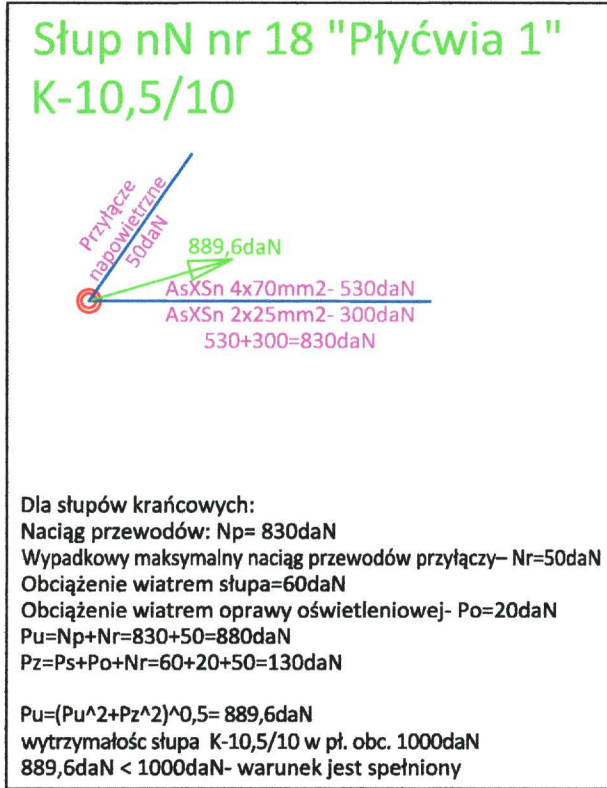 Słup nN nr 18 "Płyćwia 1"
K-10,5/10
Przyłącze
napowietrzne
50daN
889,6daN
AsXSn 4x70mm2- 530daN
AsXSn 2x25mm2- 300daN
530+300=830daN
Dla słupów krańcowych:
Naciąg przewodów: Np= 830daN
Wypadkowy maksymalny naciąg przewodów przyłączy– Nr=50daN
Obciążenie wiatrem słupa=60daN
Obciążenie wiatrem oprawy oświetleniowej- Po=20daN
Pu=Np+Nr=830+50=880daN
Pz=Ps+Po+Nr=60+20+50=130daN
Pu=(Pu^2+Pz^2)^0,5= 889,6daN
wytrzymałośc słupa K-10,5/10 w pł. obc. 1000daN
889,6daN < 1000daN- warunek jest spełniony